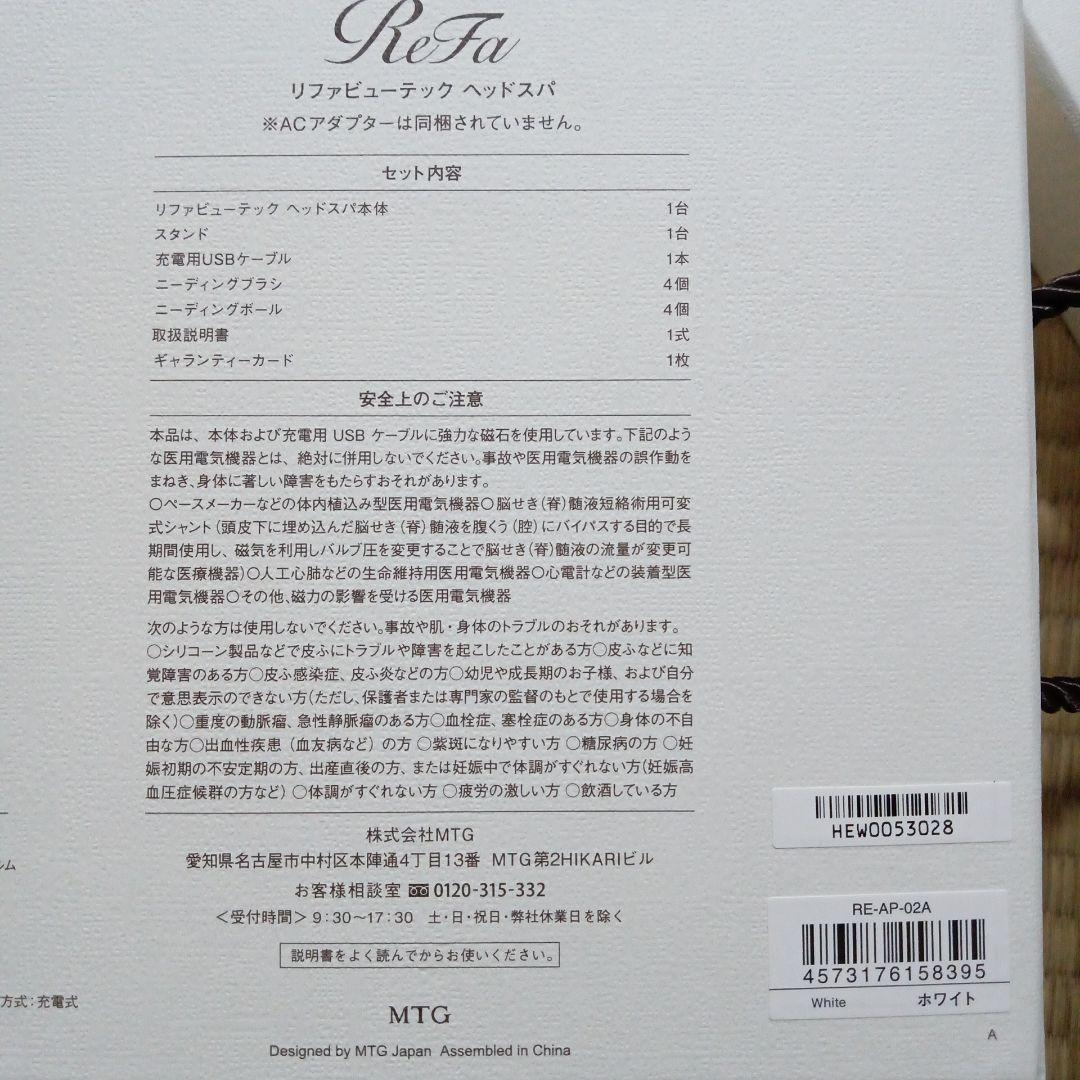 ReFa
リファビューテック ヘッドスパ
※ACアダプターは同梱されていません。
セット内容
リファビューテック ヘッドスパ本体 1台
スタンド 1台
充電用USBケーブル 1本
ニーディングブラシ 4個
ニーディングボール 4個
取扱説明書 1式
ギャランティーカード 1枚
安全上のご注意
本品は、本体および充電用 USB ケーブルに強力な磁石を使用しています。下記のよう
な医用電気機器とは、絶対に併用しないでください。事故や医用電気機器の誤作動を
まねき、身体に著しい障害をもたらすおそれがあります。
○ペースメーカーなどの体内植込み型医用電気機器○脳せき(脊)髄液短絡術用可変
式シャント(頭皮下に埋め込んだ脳せき(脊)髄液を腹くう(腔)にバイパスする目的で長
期間使用し、磁気を利用しバルブ圧を変更することで脳せき(脊)髄液の流量が変更可
能な医療機器)○人工心肺などの生命維持用医用電気機器○心電計などの装着型医
用電気機器○その他、磁力の影響を受ける医用電気機器
次のような方は使用しないでください。事故や肌・身体のトラブルのおそれがあります。
○シリコーン製品などで皮ふにトラブルや障害を起こしたことがある方○皮ふなどに知
覚障害のある方○皮ふ感染症、皮ふ炎などの方○幼児や成長期のお子様、および自分
で意思表示のできない方(ただし、保護者または専門家の監督のもとで使用する場合を
除く)○重度の動脈瘤、急性静脈瘤のある方○血栓症、塞栓症のある方○身体の不自
由な方○出血性疾患(血友病など)の方 ○紫斑になりやすい方 ○糖尿病の方 ○妊
娠初期の不安定期の方、出産直後の方、または妊娠中で体調がすぐれない方(妊娠高
血圧症候群の方など) ○体調がすぐれない方 ○疲労の激しい方 ○飲酒している方
株式会社MTG
愛知県名古屋市中村区本陣通4丁目13番 MTG第2HIKARIビル
お客様相談室 0120-315-332
<受付時間> 9:30〜17:30 土・日・祝日・弊社休業日を除く
説明書をよく読んでからお使いください。
MTG
Designed by MTG Japan Assembled in China
ルム
方式：充電式
HEW0053028
RE-AP-02A
4573176158395
White ホワイト
A